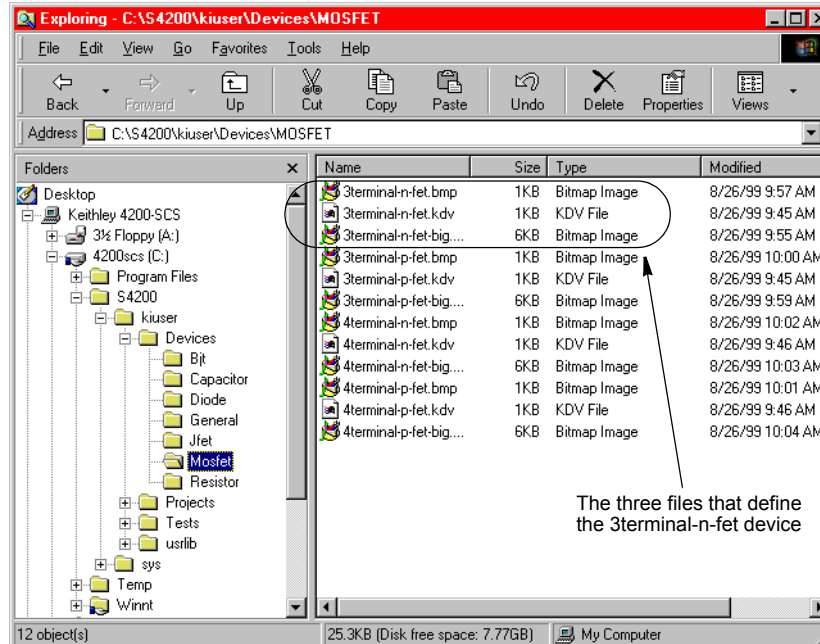 Exploring - C:\S4200\kiuser\Devices\MOSFET
File Edit View Go Favorites Tools Help
Back Forward Up Cut Copy Paste Undo Delete Properties Views
Address C:\S4200\kiuser\Devices\MOSFET
Folders
Name Size Type Modified
Desktop
Keithley 4200-SCS
3½ Floppy (A:)
4200scs (C:)
Program Files
S4200
kiuser
Devices
Bjt
Capacitor
Diode
General
Jfet
Mosfet
Resistor
Projects
Tests
usrlib
sys
Temp
Winnt
3terminal-n-fet.bmp 1KB Bitmap Image 8/26/99 9:57 AM
3terminal-n-fet.kdv 1KB KDV File 8/26/99 9:45 AM
3terminal-n-fet-big.... 6KB Bitmap Image 8/26/99 9:55 AM
3terminal-p-fet.bmp 1KB Bitmap Image 8/26/99 10:00 AM
3terminal-p-fet.kdv 1KB KDV File 8/26/99 9:45 AM
3terminal-p-fet-big.... 6KB Bitmap Image 8/26/99 9:59 AM
4terminal-n-fet.bmp 1KB Bitmap Image 8/26/99 10:02 AM
4terminal-n-fet.kdv 1KB KDV File 8/26/99 9:46 AM
4terminal-n-fet-big.... 6KB Bitmap Image 8/26/99 10:03 AM
4terminal-p-fet.bmp 1KB Bitmap Image 8/26/99 10:01 AM
4terminal-p-fet.kdv 1KB KDV File 8/26/99 9:46 AM
4terminal-p-fet-big.... 6KB Bitmap Image 8/26/99 10:04 AM
The three files that define
the 3terminal-n-fet device
12 object(s) 25.3KB (Disk free space: 7.77GB) My Computer